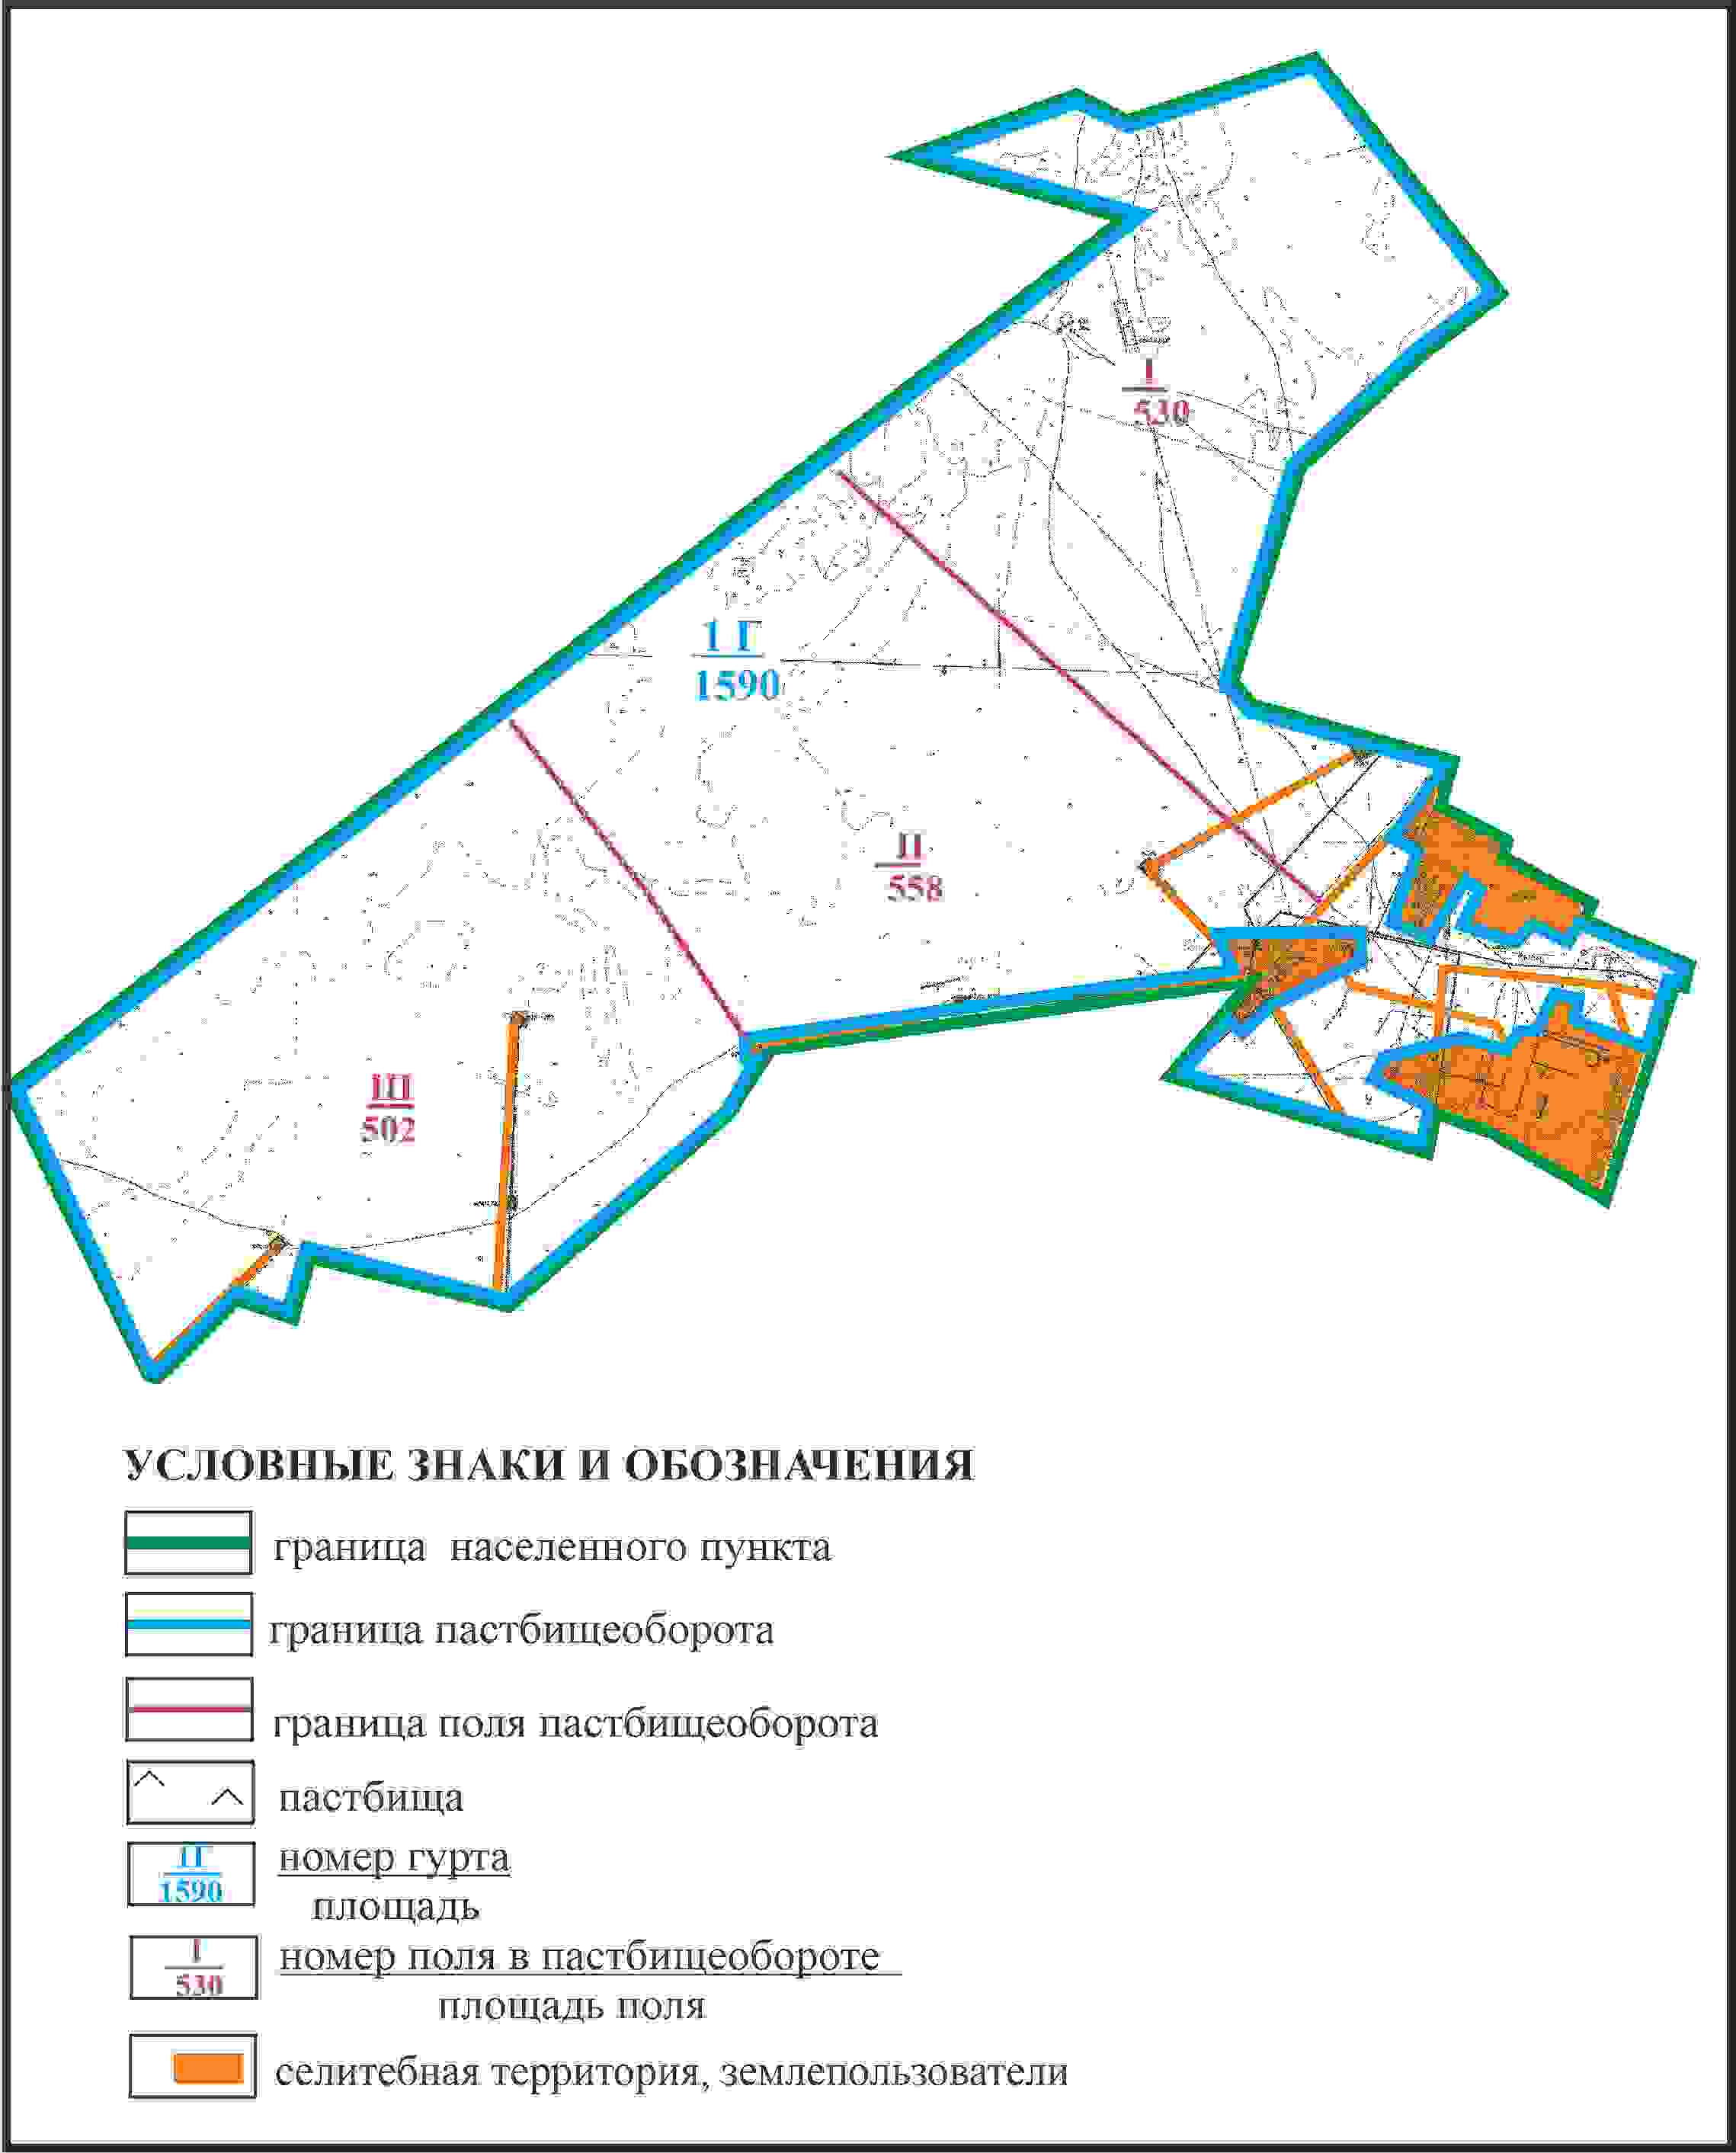 I
530
1 Г
1590
II
558
III
502
УСЛОВНЫЕ ЗНАКИ И ОБОЗНАЧЕНИЯ
граница населенного пункта
граница пастбищеоборота
граница поля пастбищеоборота
пастбища
1Г
1590
номер гурта
площадь
I
530
номер поля в пастбищеобороте
площадь поля
селитебная территория, землепользователи